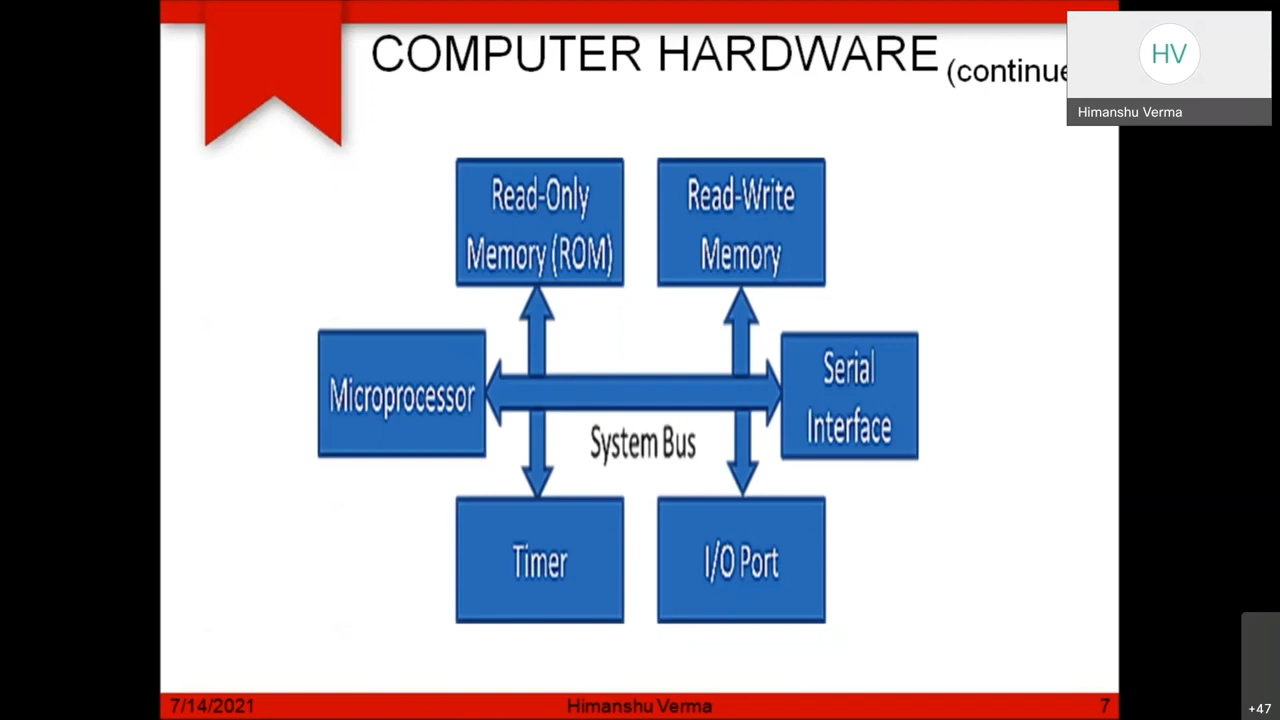 COMPUTER HARDWARE (continue
HV
Himanshu Verma
Read-Only
Memory (ROM)
Read-Write
Memory
Microprocessor
Serial
Interface
System Bus
Timer
I/O Port
7/14/2021
Himanshu Verma
7
+47